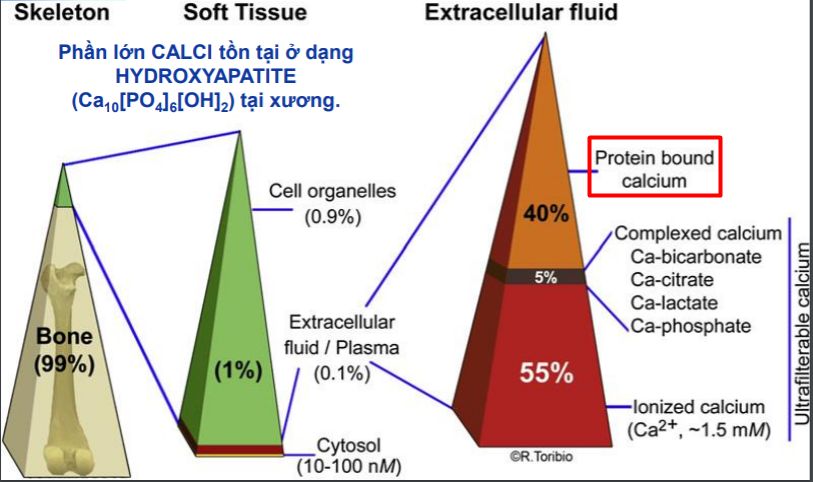 Skeleton
Soft Tissue
Extracellular fluid
Phần lớn CALCI tồn tại ở dạng
HYDROXYAPATITE
(Ca₁₀[PO₄]₆[OH]₂) tại xương.
Bone
(99%)
Cell organelles
(0.9%)
(1%)
Extracellular
fluid / Plasma
(0.1%)
Cytosol
(10-100 nM)
40%
5%
55%
Protein bound
calcium
Complexed calcium
Ca-bicarbonate
Ca-citrate
Ca-lactate
Ca-phosphate
Ionized calcium
(Ca²⁺, ~1.5 mM)
Ultrafilterable calcium
©R.Toribio